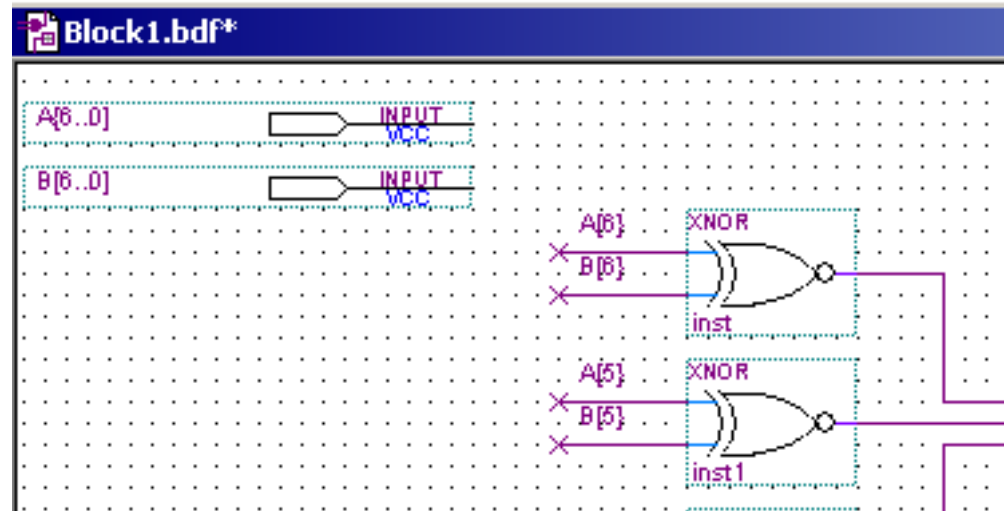 Block1.bdf*
A[6..0] INPUT
VCC
B[6..0] INPUT
VCC
A[6] XNOR
B[6]
inst
A[5] XNOR
B[5]
inst1